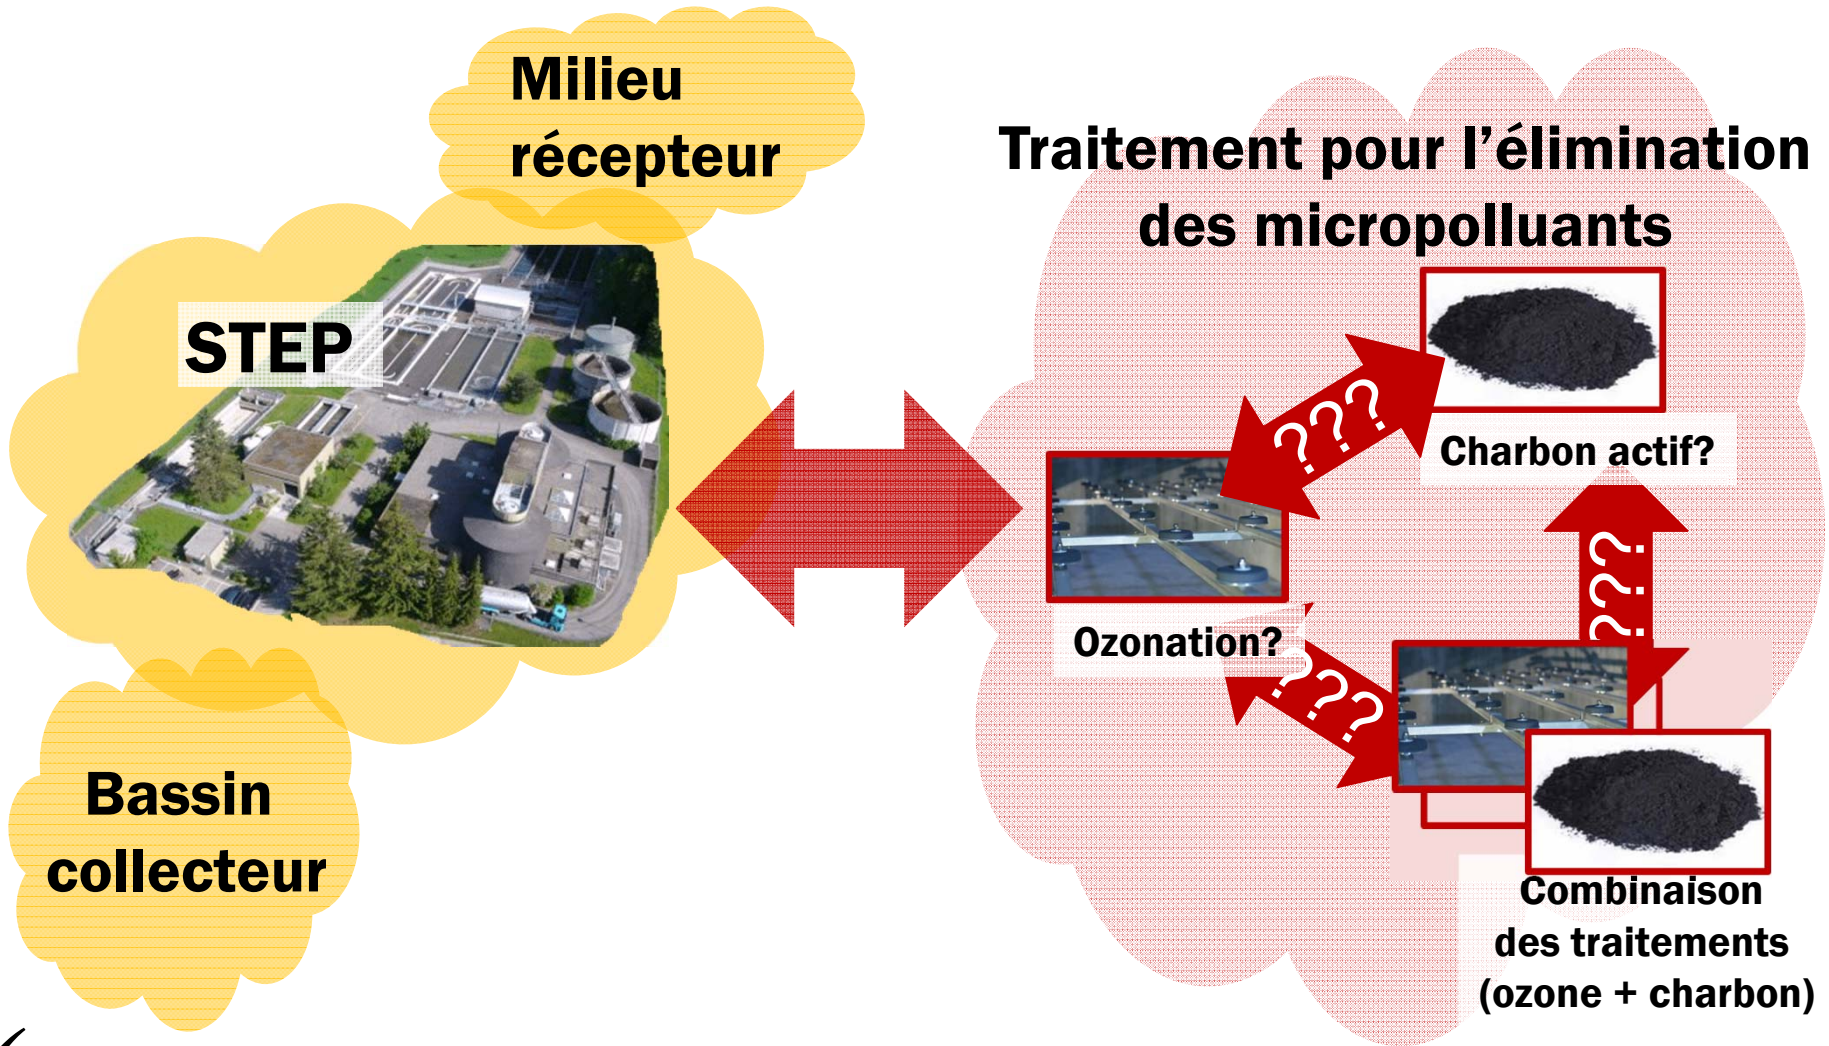 Milieu
récepteur
STEP
Bassin
collecteur
Traitement pour l’élimination
des micropolluants
???
Charbon actif?
Ozonation?
???
???
Combinaison
des traitements
(ozone + charbon)